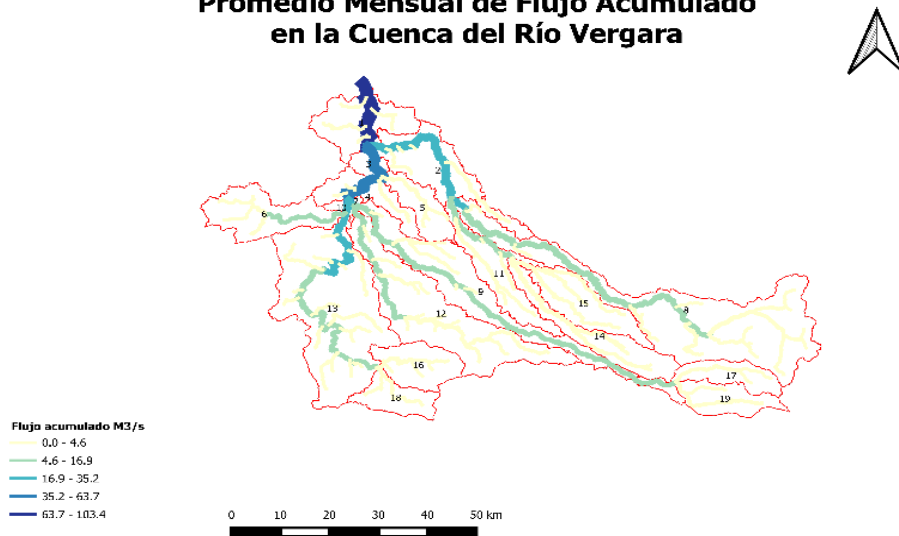 Promedio Mensual de Flujo Acumulado
en la Cuenca del Río Vergara
3
2
4
5
6
11
9
15
8
13
12
14
16
17
18
19
Flujo acumulado M3/s
0.0 - 4.6
4.6 - 16.9
16.9 - 35.2
35.2 - 63.7
63.7 - 103.4
0 10 20 30 40 50 km